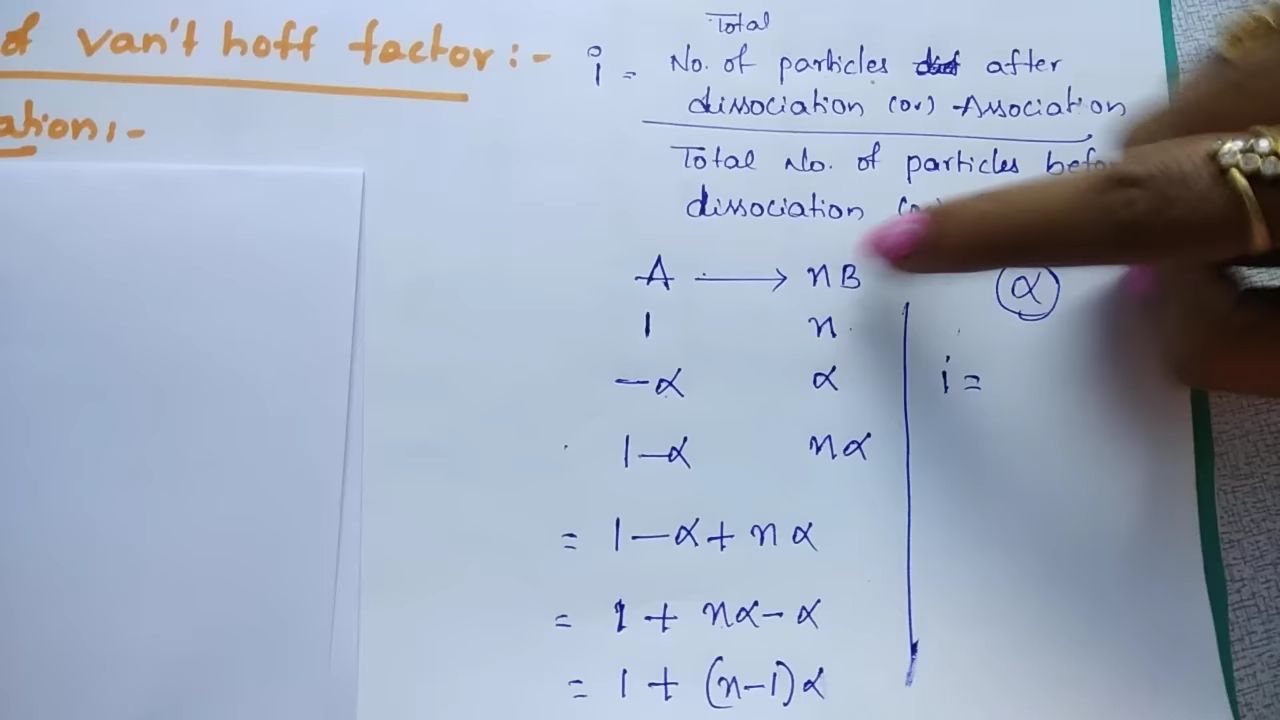 of van't hoff factor:-
ation:-
Total
i = No. of particles after
dissociation (or) Association
Total No. of particles
dissociation
A ⟶ nB
α
1 n
-α α
i =
1-α nα
= 1-α+nα
= 1+nα-α
= 1+(n-1)α